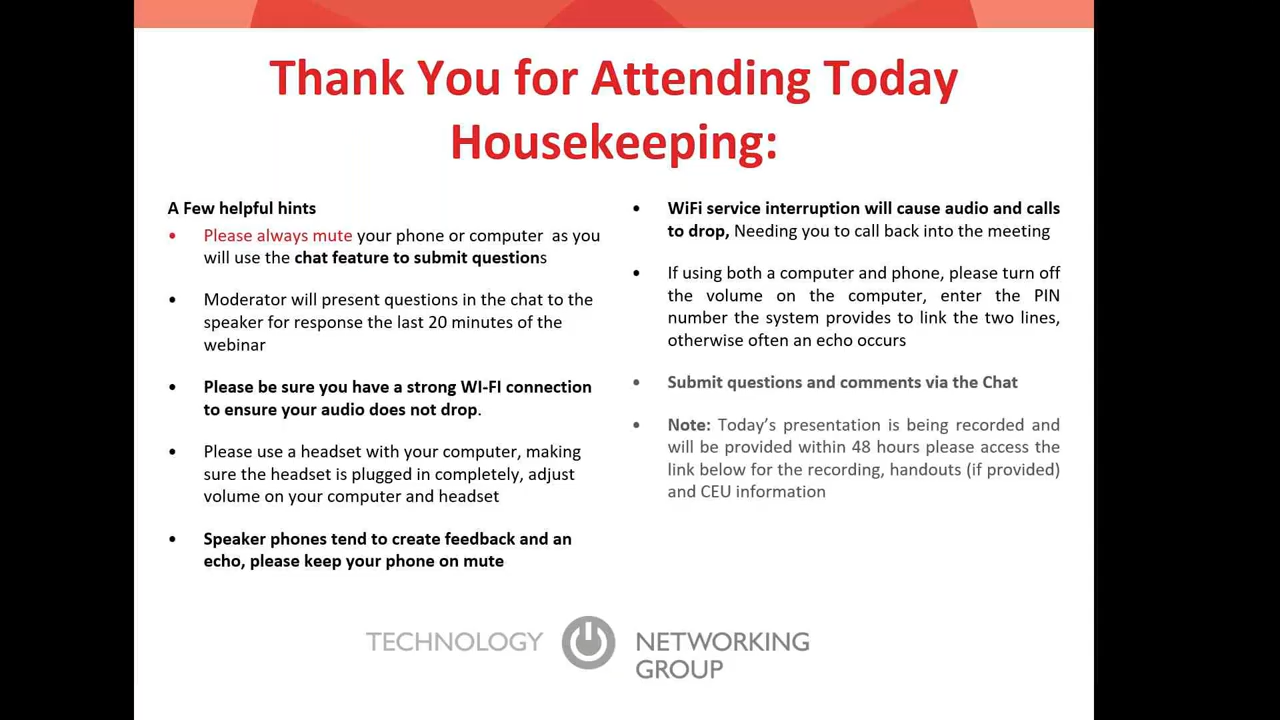 Thank You for Attending Today
Housekeeping:
A Few helpful hints
• Please always mute your phone or computer  as you
will use the chat feature to submit questions
• Moderator will present questions in the chat to the
speaker for response the last 20 minutes of the
webinar
• Please be sure you have a strong WI-FI connection
to ensure your audio does not drop.
• Please use a headset with your computer, making
sure the headset is plugged in completely, adjust
volume on your computer and headset
• Speaker phones tend to create feedback and an
echo, please keep your phone on mute
• WiFi service interruption will cause audio and calls
to drop, Needing you to call back into the meeting
• If using both a computer and phone, please turn off
the volume on the computer, enter the PIN
number the system provides to link the two lines,
otherwise often an echo occurs
• Submit questions and comments via the Chat
• Note: Today’s presentation is being recorded and
will be provided within 48 hours please access the
link below for the recording, handouts (if provided)
and CEU information
TECHNOLOGY NETWORKING
GROUP